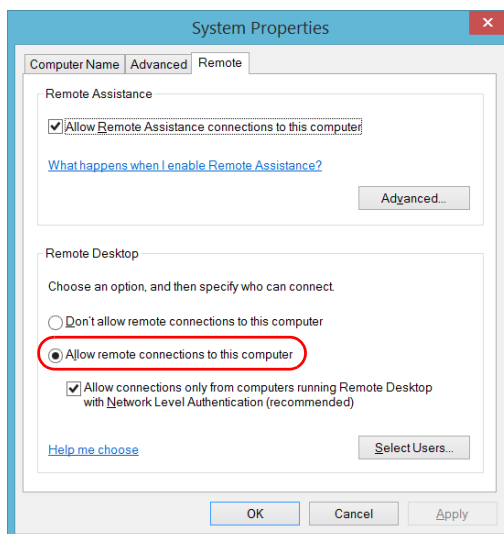 System Properties
Computer Name
Advanced
Remote
Remote Assistance
Allow Remote Assistance connections to this computer
What happens when I enable Remote Assistance?
Advanced...
Remote Desktop
Choose an option, and then specify who can connect.
Don't allow remote connections to this computer
Allow remote connections to this computer
Allow connections only from computers running Remote Desktop
with Network Level Authentication (recommended)
Help me choose
Select Users...
OK
Cancel
Apply